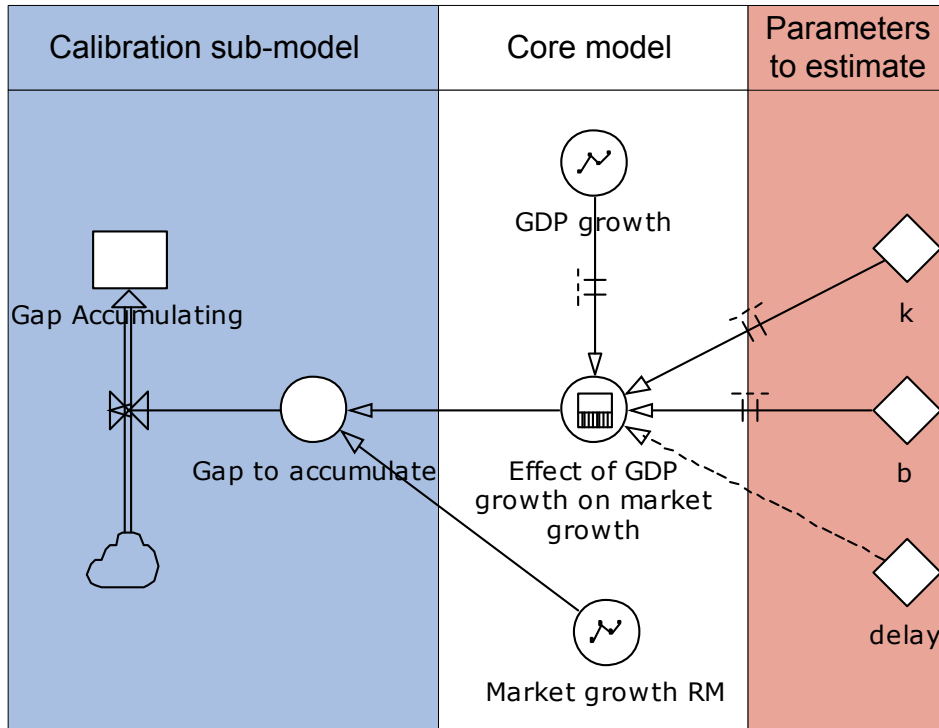 Calibration sub-model
Core model
Parameters
to estimate
GDP growth
Gap Accumulating
k
Gap to accumulate
Effect of GDP
growth on market
growth
b
Market growth RM
delay